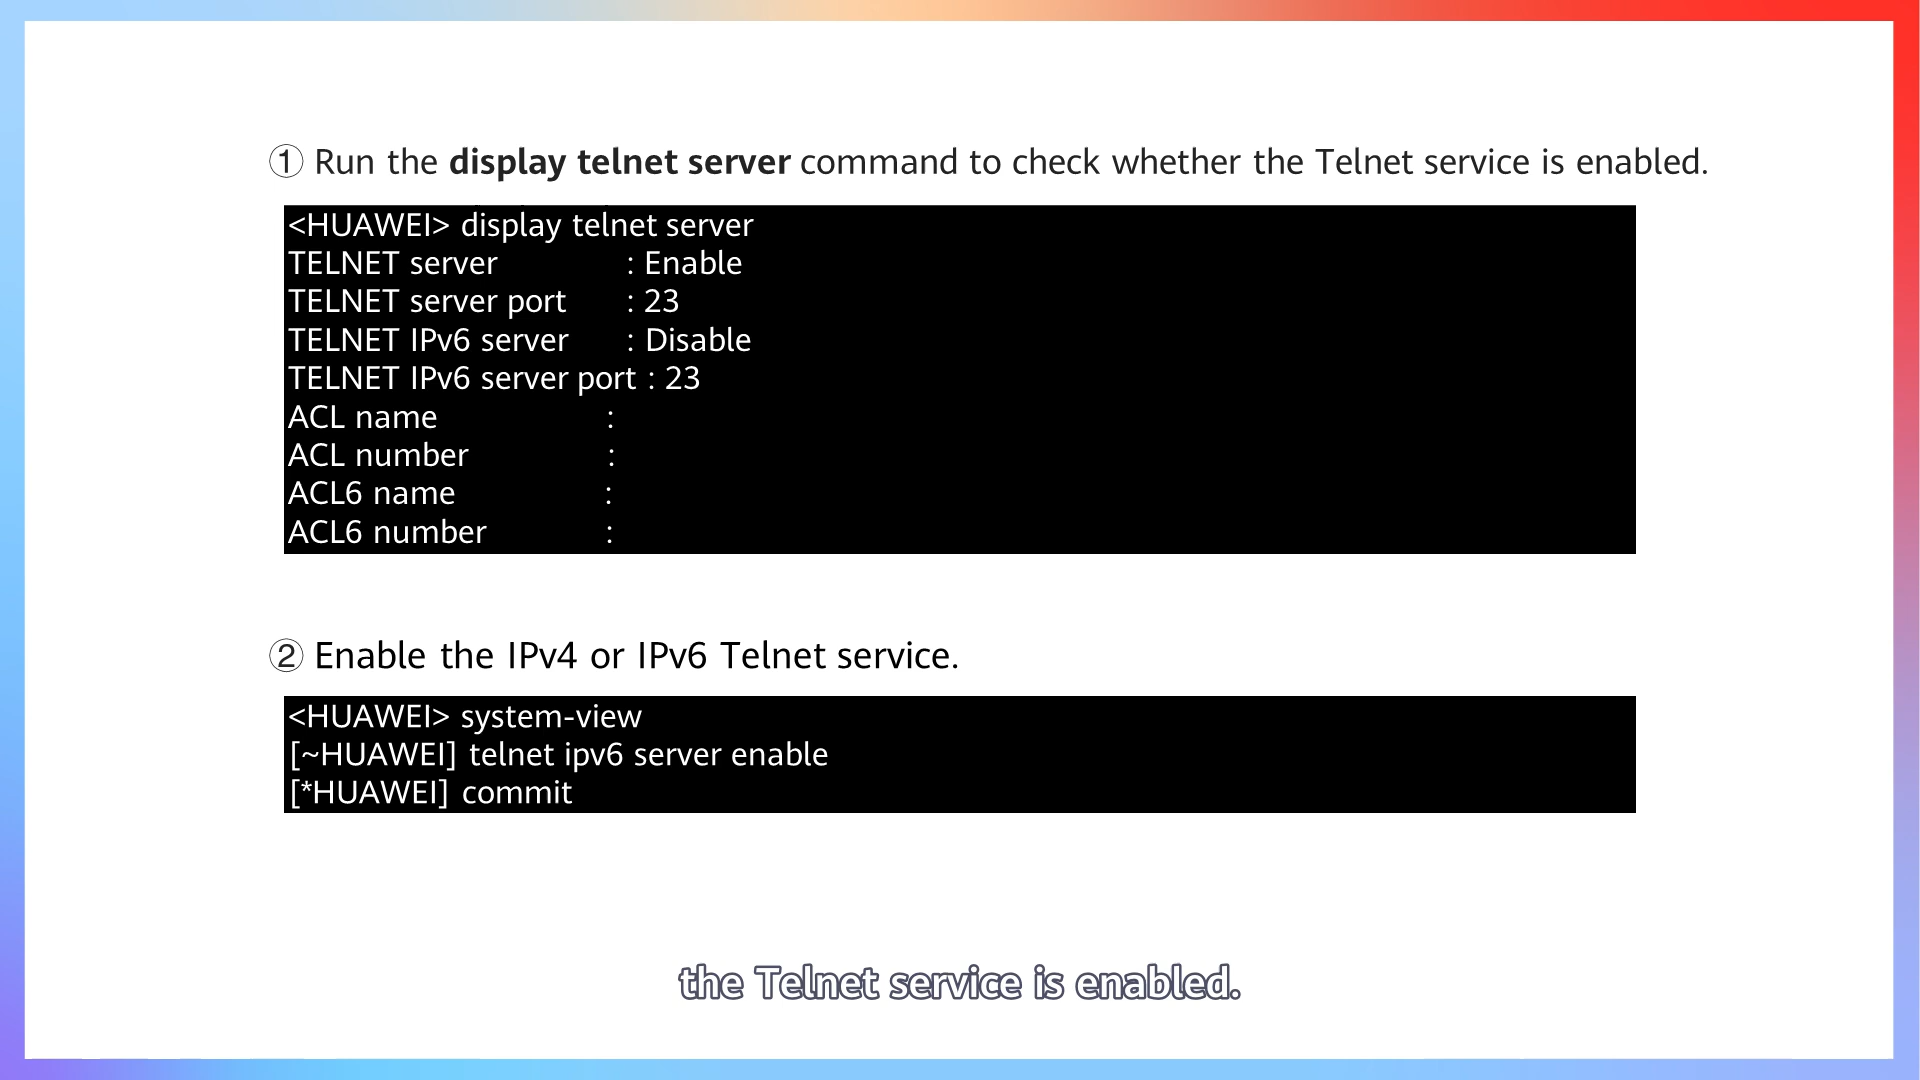 ① Run the display telnet server command to check whether the Telnet service is enabled.
<HUAWEI> display telnet server
TELNET server : Enable
TELNET server port : 23
TELNET IPv6 server : Disable
TELNET IPv6 server port : 23
ACL name :
ACL number :
ACL6 name :
ACL6 number :
② Enable the IPv4 or IPv6 Telnet service.
<HUAWEI> system-view
[~HUAWEI] telnet ipv6 server enable
[*HUAWEI] commit
the Telnet service is enabled.